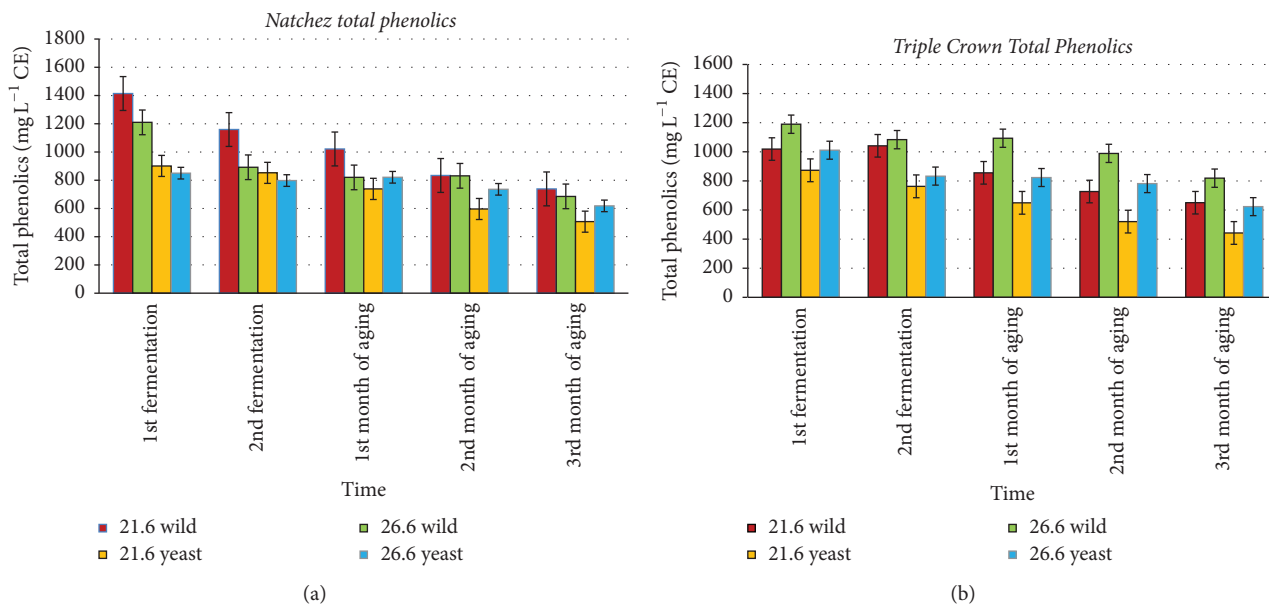 Natchez total phenolics
Total phenolics (mg L⁻¹ CE)
1800
1600
1400
1200
1000
800
600
400
200
0
1st fermentation
2nd fermentation
1st month of aging
2nd month of aging
3rd month of aging
Time
21.6 wild
26.6 wild
21.6 yeast
26.6 yeast
(a)
Triple Crown Total Phenolics
Total phenolics (mg L⁻¹ CE)
1600
1400
1200
1000
800
600
400
200
0
1st fermentation
2nd fermentation
1st month of aging
2nd month of aging
3rd month of aging
Time
21.6 wild
26.6 wild
21.6 yeast
26.6 yeast
(b)